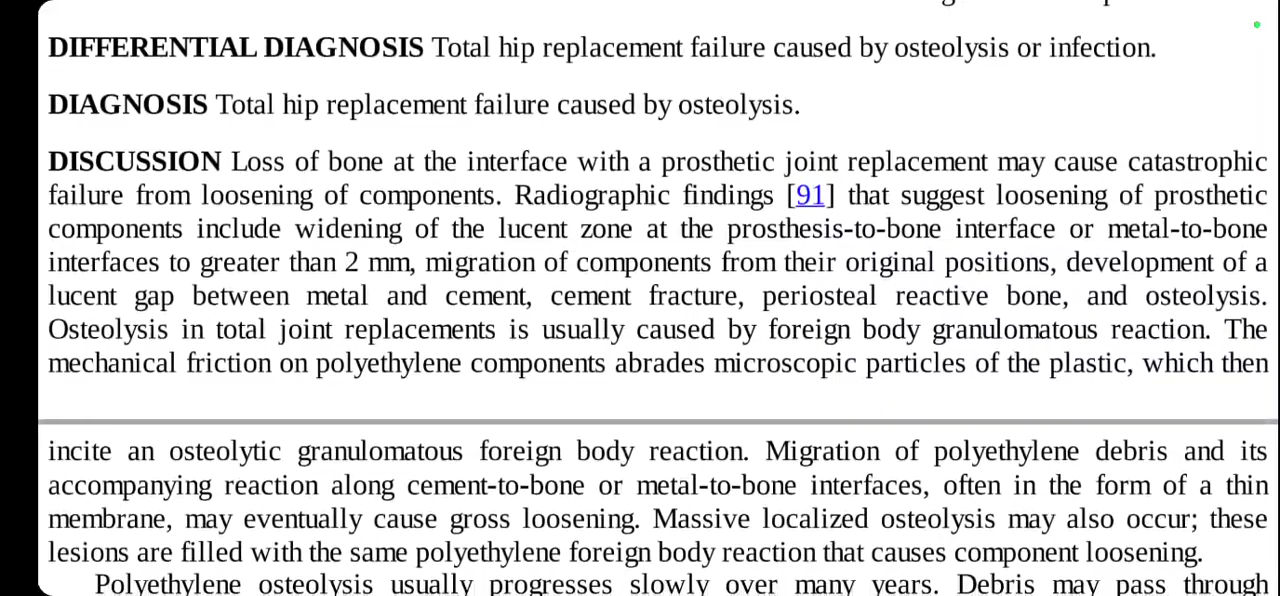 DIFFERENTIAL DIAGNOSIS Total hip replacement failure caused by osteolysis or infection.
DIAGNOSIS Total hip replacement failure caused by osteolysis.
DISCUSSION Loss of bone at the interface with a prosthetic joint replacement may cause catastrophic
failure from loosening of components. Radiographic findings [91] that suggest loosening of prosthetic
components include widening of the lucent zone at the prosthesis-to-bone interface or metal-to-bone
interfaces to greater than 2 mm, migration of components from their original positions, development of a
lucent gap between metal and cement, cement fracture, periosteal reactive bone, and osteolysis.
Osteolysis in total joint replacements is usually caused by foreign body granulomatous reaction. The
mechanical friction on polyethylene components abrades microscopic particles of the plastic, which then
incite an osteolytic granulomatous foreign body reaction. Migration of polyethylene debris and its
accompanying reaction along cement-to-bone or metal-to-bone interfaces, often in the form of a thin
membrane, may eventually cause gross loosening. Massive localized osteolysis may also occur; these
lesions are filled with the same polyethylene foreign body reaction that causes component loosening.
Polyethylene osteolysis usually progresses slowly over many years. Debris may pass through